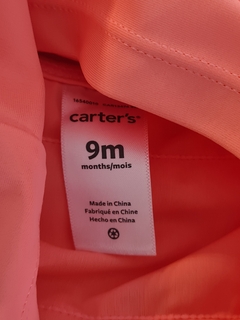 carter's
9m
months/mois
Made in China
Fabriqué en Chine
Hecho en China